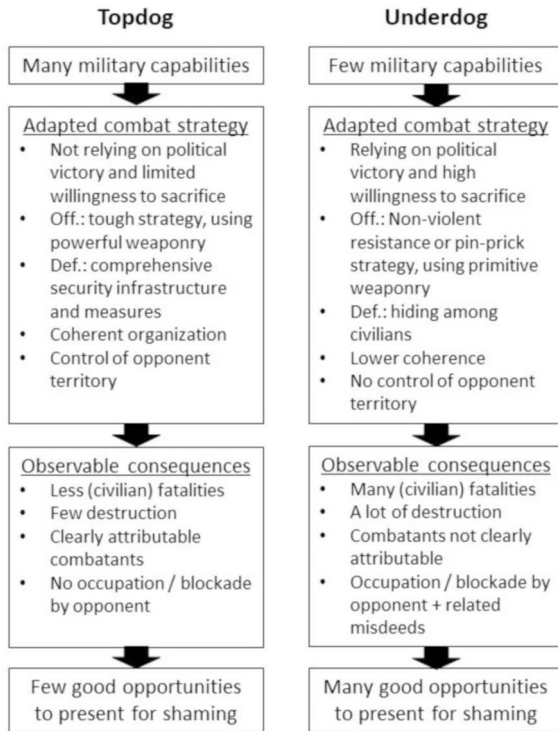 Topdog
Many military capabilities
Adapted combat strategy
• Not relying on political
victory and limited
willingness to sacrifice
• Off.: tough strategy, using
powerful weaponry
• Def.: comprehensive
security infrastructure
and measures
• Coherent organization
• Control of opponent
territory
Observable consequences
• Less (civilian) fatalities
• Few destruction
• Clearly attributable
combatants
• No occupation / blockade
by opponent
Few good opportunities
to present for shaming
Underdog
Few military capabilities
Adapted combat strategy
• Relying on political
victory and high
willingness to sacrifice
• Off.: Non-violent
resistance or pin-prick
strategy, using primitive
weaponry
• Def.: hiding among
civilians
• Lower coherence
• No control of opponent
territory
Observable consequences
• Many (civilian) fatalities
• A lot of destruction
• Combatants not clearly
attributable
• Occupation / blockade by
opponent + related
misdeeds
Many good opportunities
to present for shaming